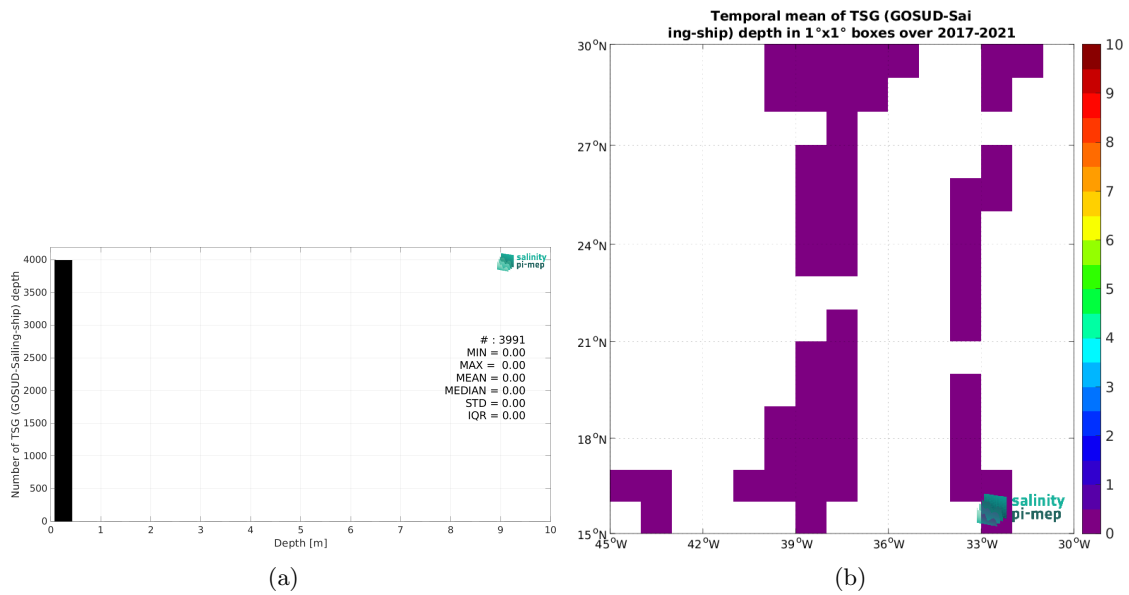 Number of TSG (GOSUD-Sailing-ship) depth
4000
3500
3000
2500
2000
1500
1000
500
0
0 1 2 3 4 5 6 7 8 9 10
Depth [m]
salinity
pi-mep
# : 3991
MIN = 0.00
MAX = 0.00
MEAN = 0.00
MEDIAN = 0.00
STD = 0.00
IQR = 0.00
(a)
Temporal mean of TSG (GOSUD-Sai
ing-ship) depth in 1°x1° boxes over 2017-2021
30°N
27°N
24°N
21°N
18°N
15°N
45°W 42°W 39°W 36°W 33°W 30°W
salinity
pi-mep
10
9
8
7
6
5
4
3
2
1
0
(b)